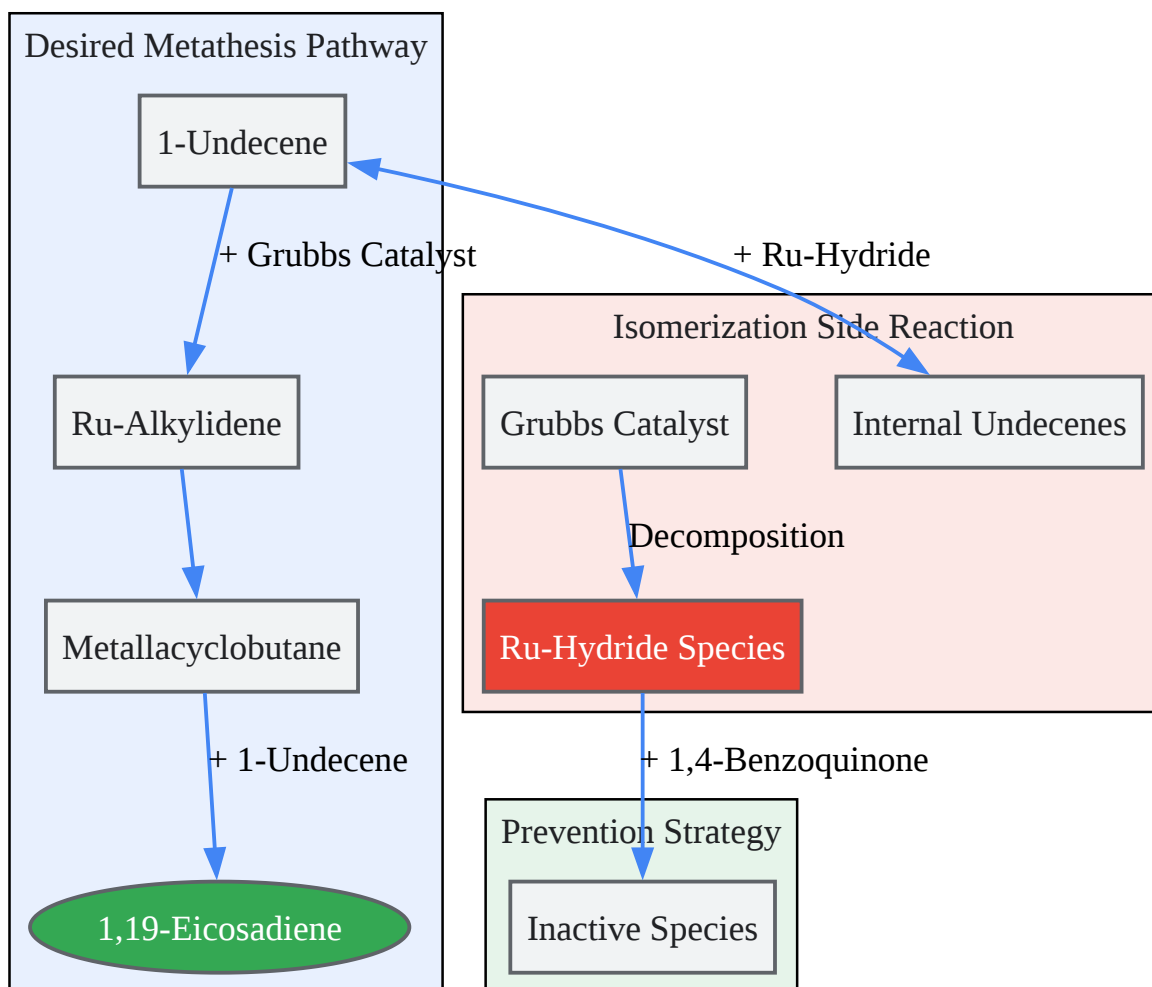 Desired Metathesis Pathway
1-Undecene
+ Grubbs Catalyst
+ Ru-Hydride
Isomerization Side Reaction
Ru-Alkylidene
Grubbs Catalyst
Internal Undecenes
Decomposition
Metallacyclobutane
Ru-Hydride Species
+ 1-Undecene
+ 1,4-Benzoquinone
Prevention Strategy
1,19-Eicosadiene
Inactive Species